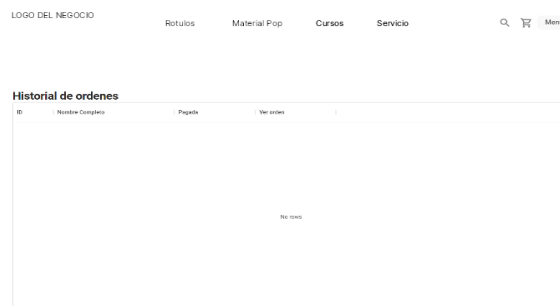 LOGO DEL NEGOCIO
Rotulos Material Pop Cursos Servicio Men
Historial de ordenes
ID Nombre Completo Pagada Ver orden
No rows